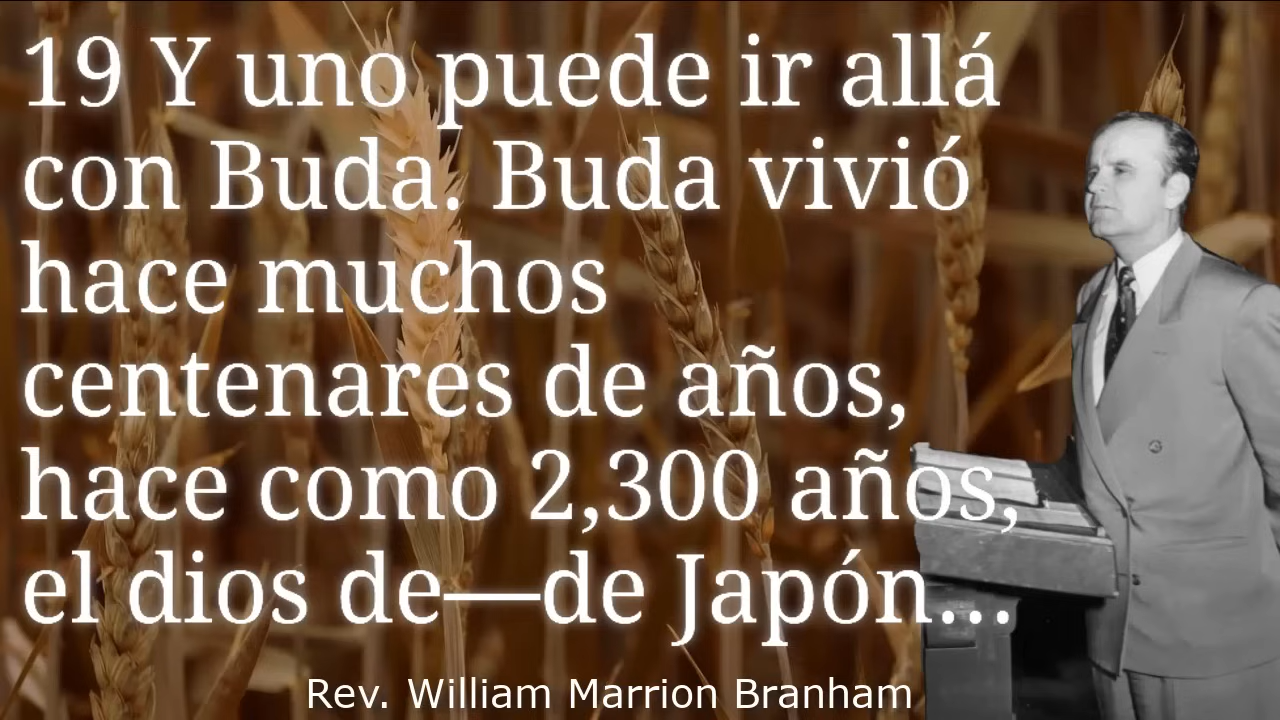 19 Y uno puede ir allá
con Buda. Buda vivió
hace muchos
centenares de años,
hace como 2,300 años,
el dios de—de Japón...
Rev. William Marrion Branham